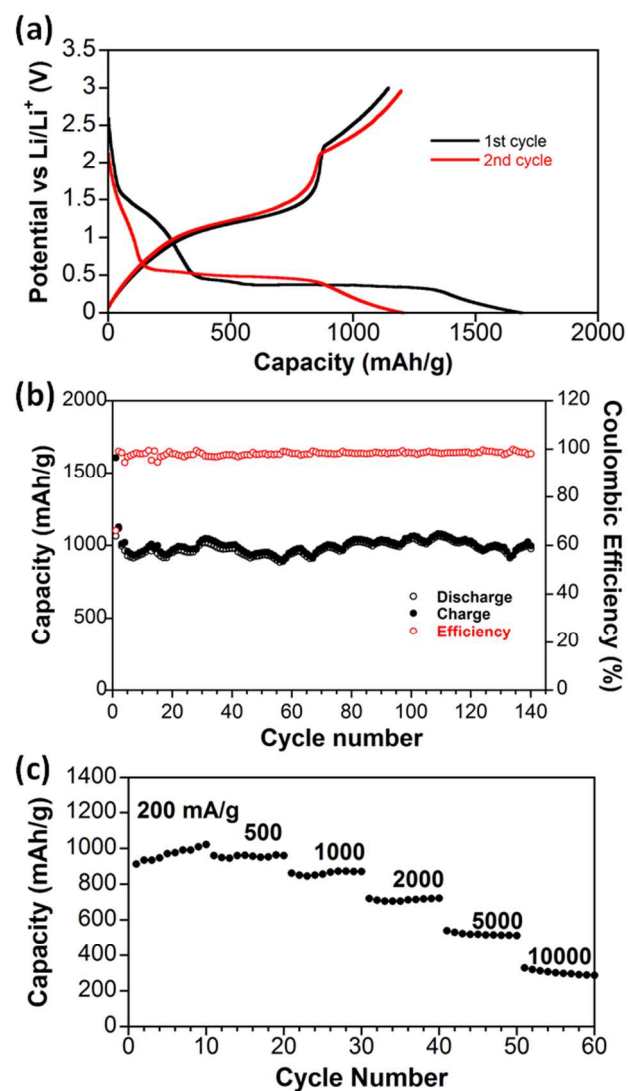 (a)
Potential vs Li/Li⁺ (V)
3.5
3
2.5
2
1.5
1
0.5
0
1st cycle
2nd cycle
0 500 1000 1500 2000
Capacity (mAh/g)
(b)
Capacity (mAh/g)
2000
1500
1000
500
0
Discharge
Charge
Efficiency
120
100
80
60
40
20
0
Coulombic Efficiency (%)
0 20 40 60 80 100 120 140
Cycle number
(c)
Capacity (mAh/g)
1400
1200
1000
800
600
400
200
0
200 mA/g
500
1000
2000
5000
10000
0 10 20 30 40 50 60
Cycle Number